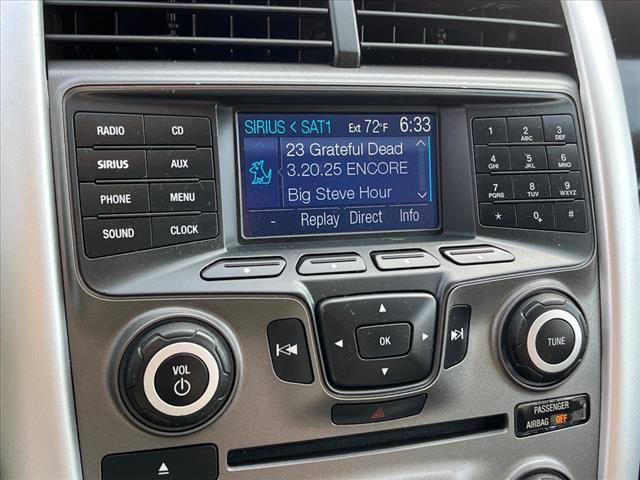 SIRIUS < SAT1 Ext 72°F 6:33
23 Grateful Dead
3.20.25 ENCORE
Big Steve Hour
- Replay Direct Info
RADIO CD
SIRIUS AUX
PHONE MENU
SOUND CLOCK
1 2 ABC 3 DEF
4 GHI 5 JKL 6 MNO
7 PQRS 8 TUV 9 WXYZ
* 0+ #
VOL
OK
TUNE
PASSENGER
AIRBAG OFF